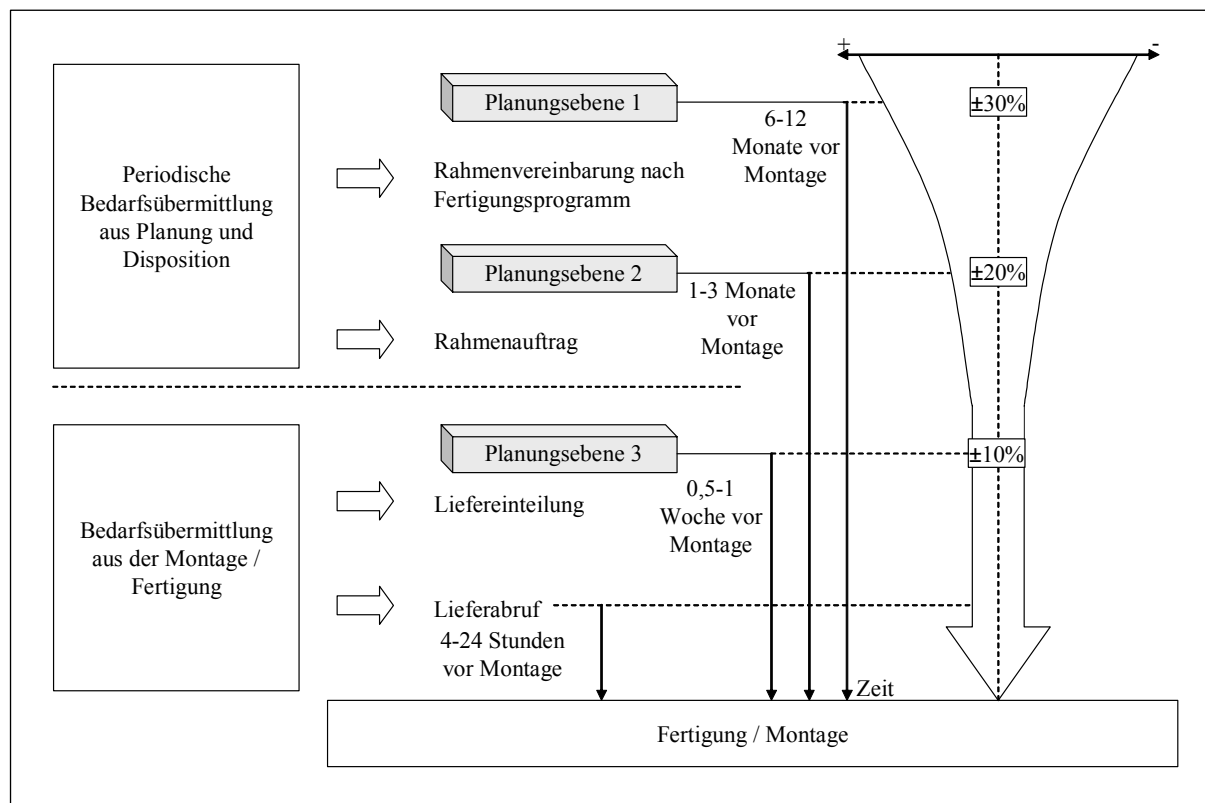 +
-
Planungsebene 1
±30%
6-12
Monate vor
Montage
Periodische
Bedarfsübermittlung
aus Planung und
Disposition
Rahmenvereinbarung nach
Fertigungsprogramm
Planungsebene 2
±20%
1-3 Monate
vor
Montage
Rahmenauftrag
Planungsebene 3
±10%
0,5-1
Woche vor
Montage
Liefereinteilung
Bedarfsübermittlung
aus der Montage /
Fertigung
Lieferabruf
4-24 Stunden
vor Montage
Zeit
Fertigung / Montage